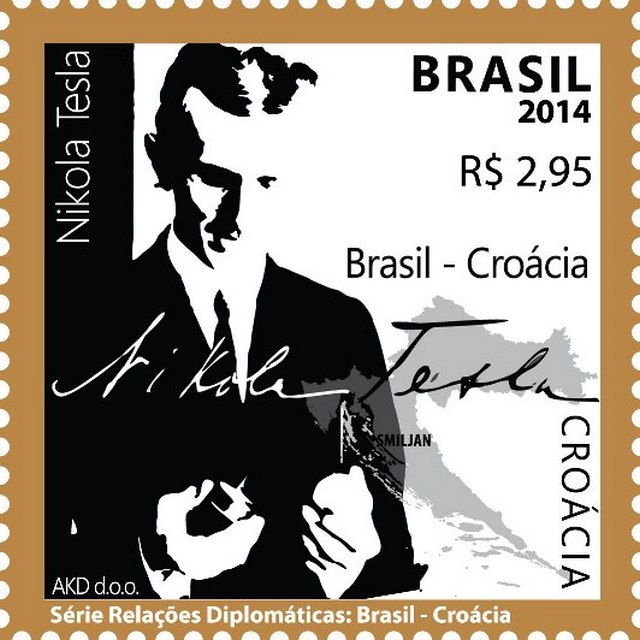 Nikola Tesla
BRASIL
2014
R$ 2,95
Brasil - Croácia
Nikola Tesla
SMILJAN
CROÁCIA
AKD d.o.o.
Série Relações Diplomáticas: Brasil - Croácia